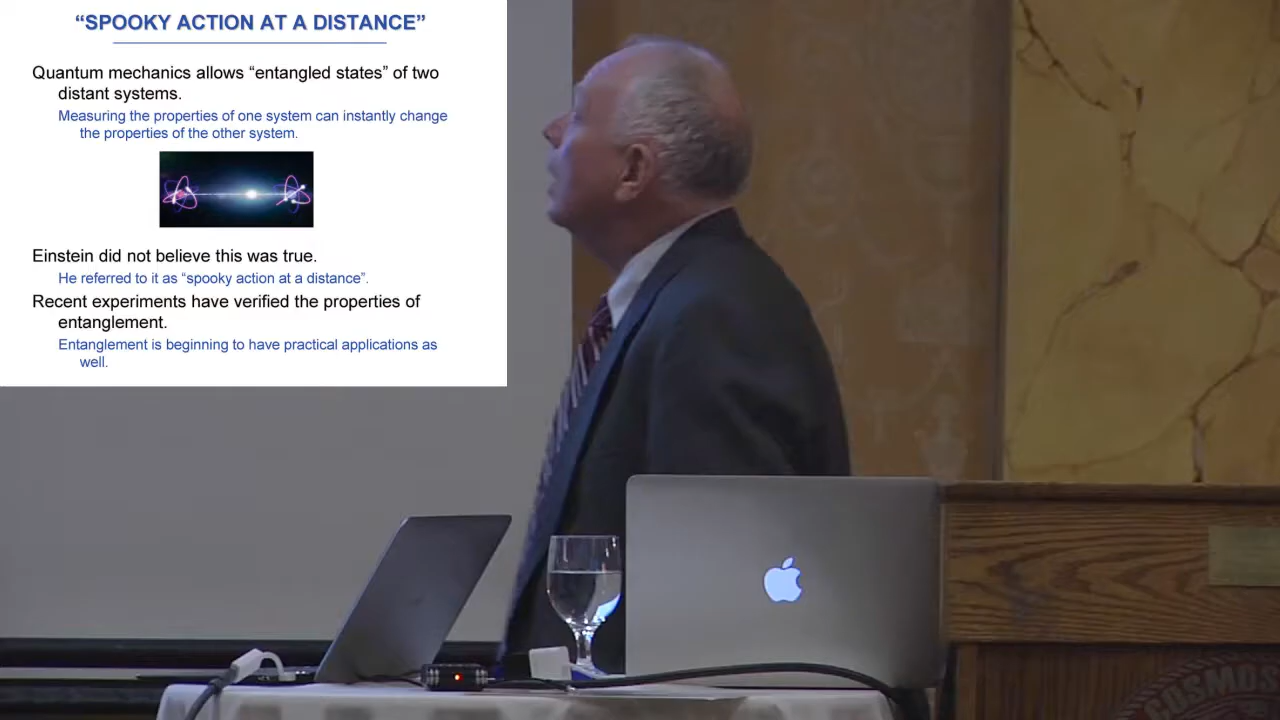 “SPOOKY ACTION AT A DISTANCE”
Quantum mechanics allows “entangled states” of two
distant systems.
Measuring the properties of one system can instantly change
the properties of the other system.
Einstein did not believe this was true.
He referred to it as “spooky action at a distance”.
Recent experiments have verified the properties of
entanglement.
Entanglement is beginning to have practical applications as
well.
COSMOS